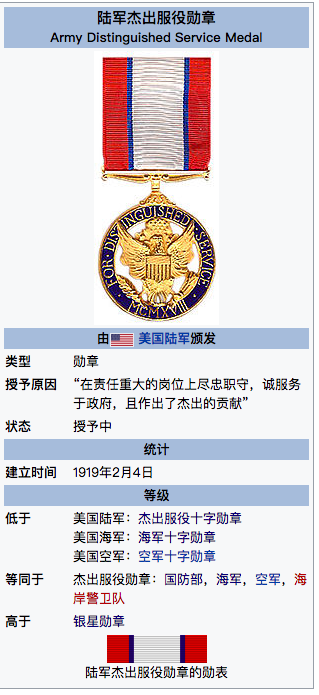 陆军杰出服役勋章
Army Distinguished Service Medal
FOR DISTINGUISHED SERVICE
MCMXVIII
由 美国陆军颁发
类型 勋章
授予原因 “在责任重大的岗位上尽忠职守，诚服务
于政府，且作出了杰出的贡献”
状态 授予中
统计
建立时间 1919年2月4日
等级
低于 美国陆军：杰出服役十字勋章
美国海军：海军十字勋章
美国空军：空军十字勋章
等同于 杰出服役勋章：国防部，海军，空军，海
岸警卫队
高于 银星勋章
陆军杰出服役勋章的勋表